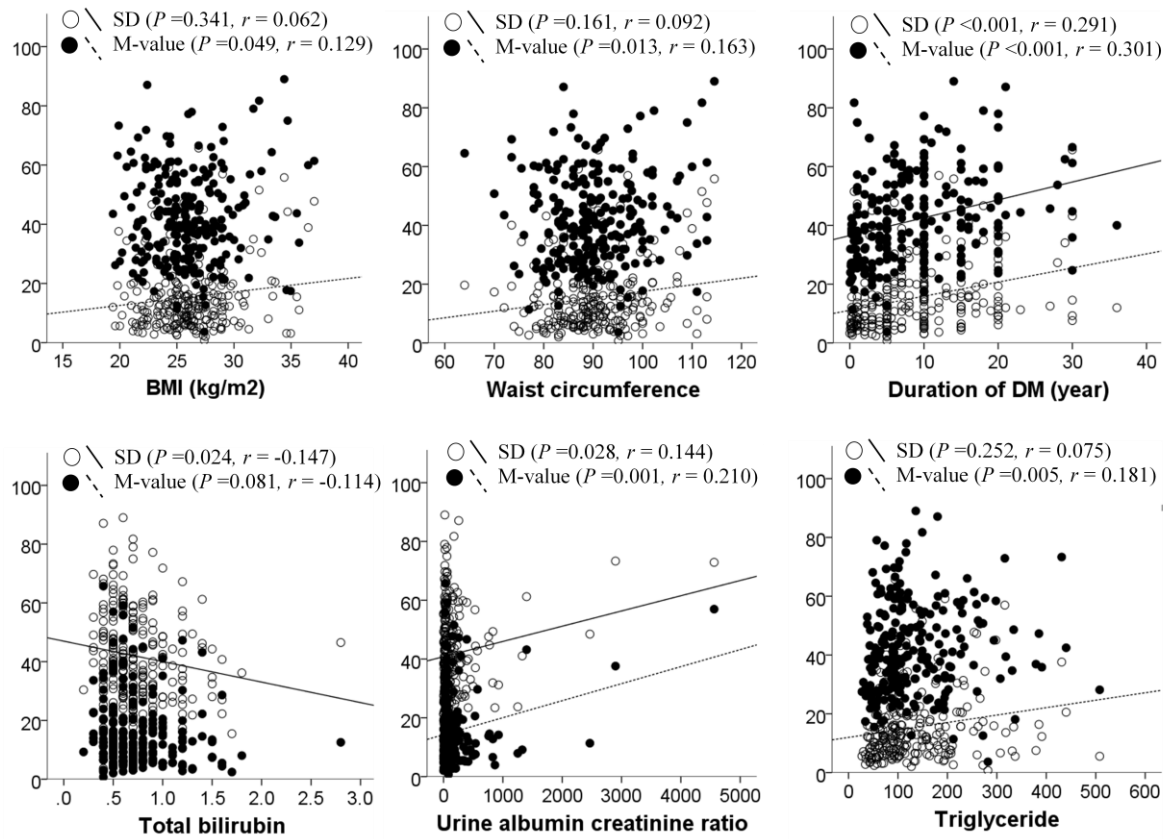 SD (P =0.341, r = 0.062)
M-value (P =0.049, r = 0.129)
100
80
60
40
20
0
15 20 25 30 35 40
BMI (kg/m2)
SD (P =0.161, r = 0.092)
M-value (P =0.013, r = 0.163)
100
80
60
40
20
0
60 70 80 90 100 110 120
Waist circumference
SD (P <0.001, r = 0.291)
M-value (P <0.001, r = 0.301)
100
80
60
40
20
0
0 10 20 30 40
Duration of DM (year)
SD (P =0.024, r = -0.147)
M-value (P =0.081, r = -0.114)
100
80
60
40
20
0
.0 .5 1.0 1.5 2.0 3.0
Total bilirubin
SD (P =0.028, r = 0.144)
M-value (P =0.001, r = 0.210)
100
80
60
40
20
0
0 1000 2000 3000 4000 5000
Urine albumin creatinine ratio
SD (P =0.252, r = 0.075)
M-value (P =0.005, r = 0.181)
100
80
60
40
20
0
0 100 200 300 400 500 600
Triglyceride